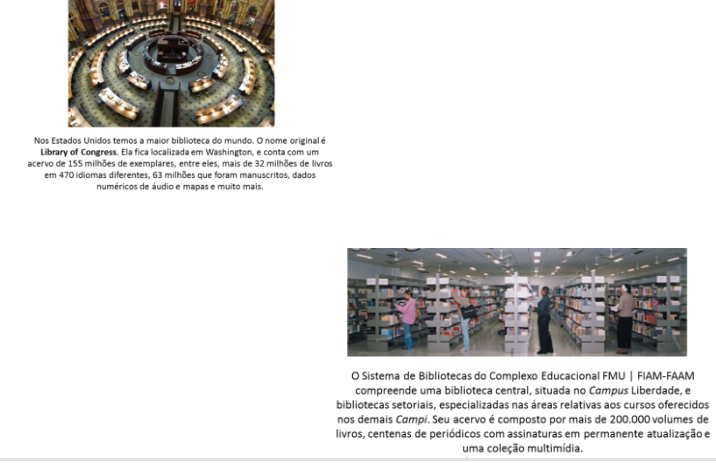 Nos Estados Unidos temos a maior biblioteca do mundo. O nome original é
Library of Congress. Ela fica localizada em Washington, e conta com um
acervo de 155 milhões de exemplares, entre eles, mais de 32 milhões de livros
em 470 idiomas diferentes, 63 milhões que foram manuscritos, dados
numéricos de áudio e mapas e muito mais.
O Sistema de Bibliotecas do Complexo Educacional FMU | FIAM-FAAM
compreende uma biblioteca central, situada no Campus Liberdade, e
bibliotecas setoriais, especializadas nas áreas relativas aos cursos oferecidos
nos demais Campi. Seu acervo é composto por mais de 200.000 volumes de
livros, centenas de periódicos com assinaturas em permanente atualização e
uma coleção multimídia.